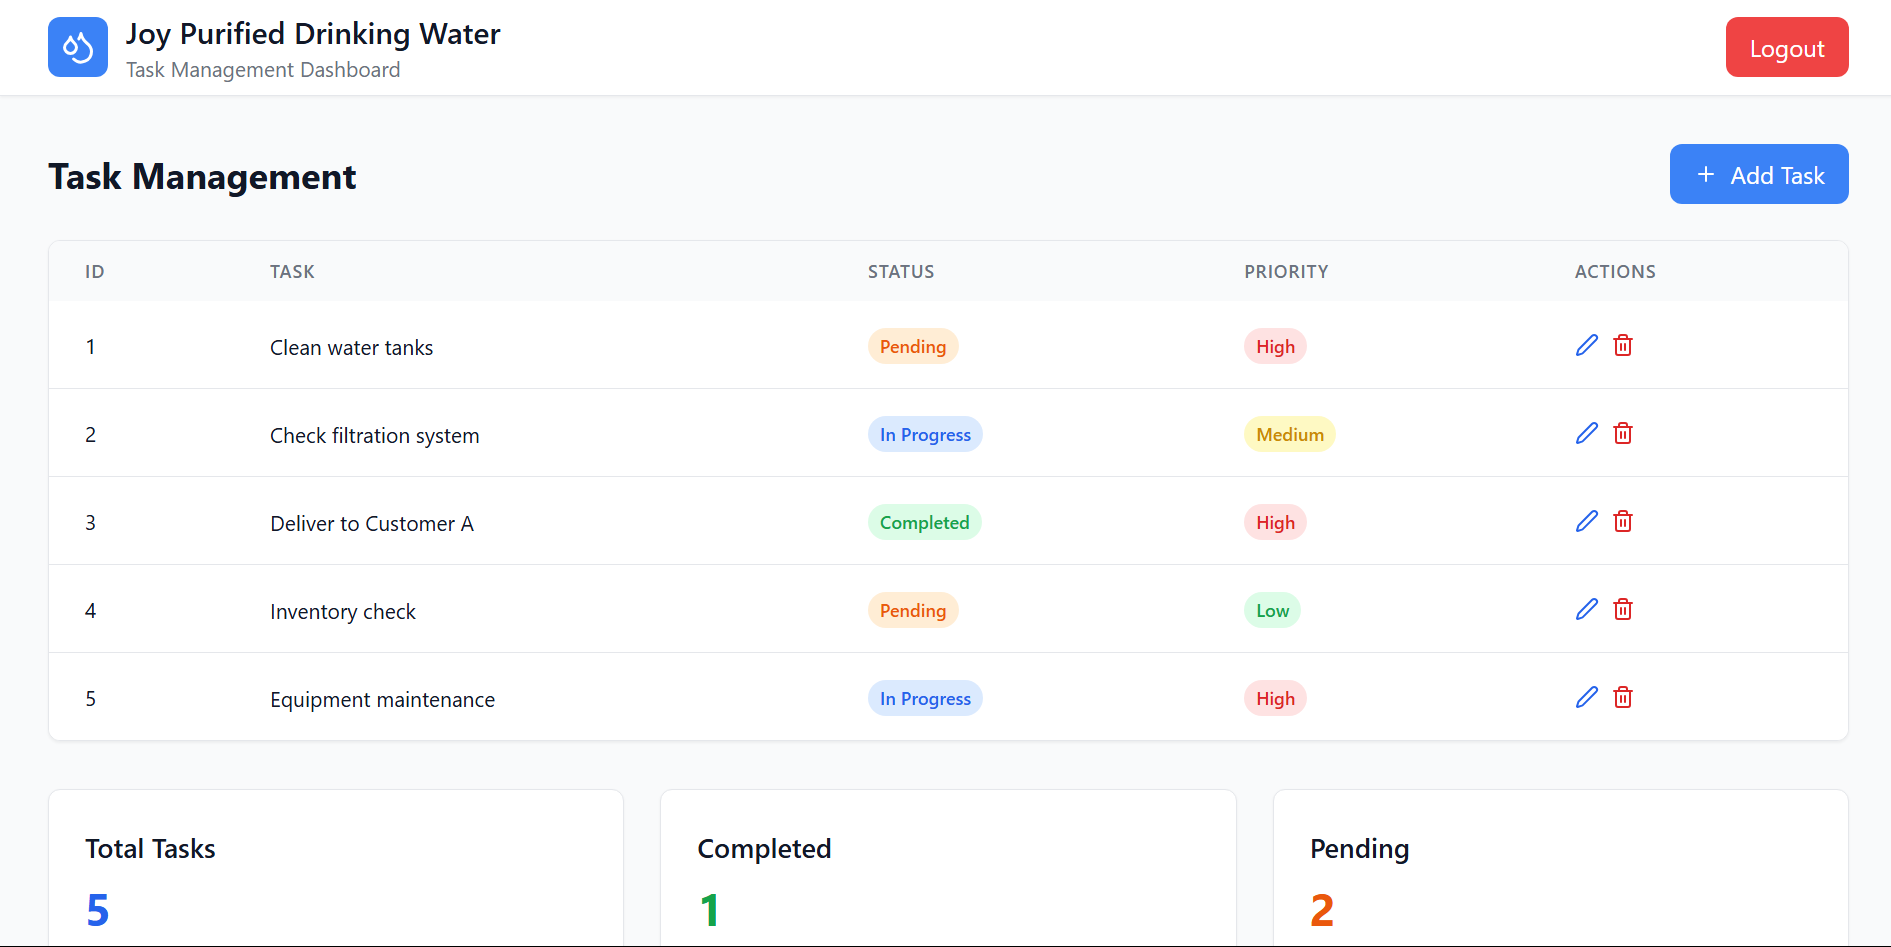 Joy Purified Drinking Water
Task Management Dashboard
Logout
Task Management
+ Add Task
ID TASK STATUS PRIORITY ACTIONS
1 Clean water tanks Pending High
2 Check filtration system In Progress Medium
3 Deliver to Customer A Completed High
4 Inventory check Pending Low
5 Equipment maintenance In Progress High
Total Tasks
5
Completed
1
Pending
2